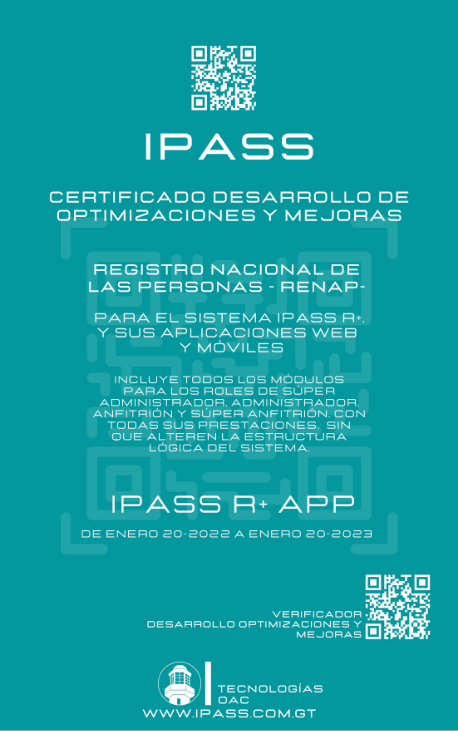 IPASS
CERTIFICADO DESARROLLO DE
OPTIMIZACIONES Y MEJORAS
REGISTRO NACIONAL DE
LAS PERSONAS - RENAP-
PARA EL SISTEMA IPASS R+,
Y SUS APLICACIONES WEB
Y MÓVILES
INCLUYE TODOS LOS MÓDULOS
PARA LOS ROLES DE SÚPER
ADMINISTRADOR, ADMINISTRADOR,
ANFITRIÓN Y SÚPER ANFITRIÓN, CON
TODAS SUS PRESTACIONES, SIN
QUE ALTEREN LA ESTRUCTURA
LÓGICA DEL SISTEMA.
IPASS R+ APP
DE ENERO 20-2022 A ENERO 20-2023
VERIFICADOR
DESARROLLO OPTIMIZACIONES Y
MEJORAS
TECNOLOGÍAS
OAC
WWW.IPASS.COM.GT